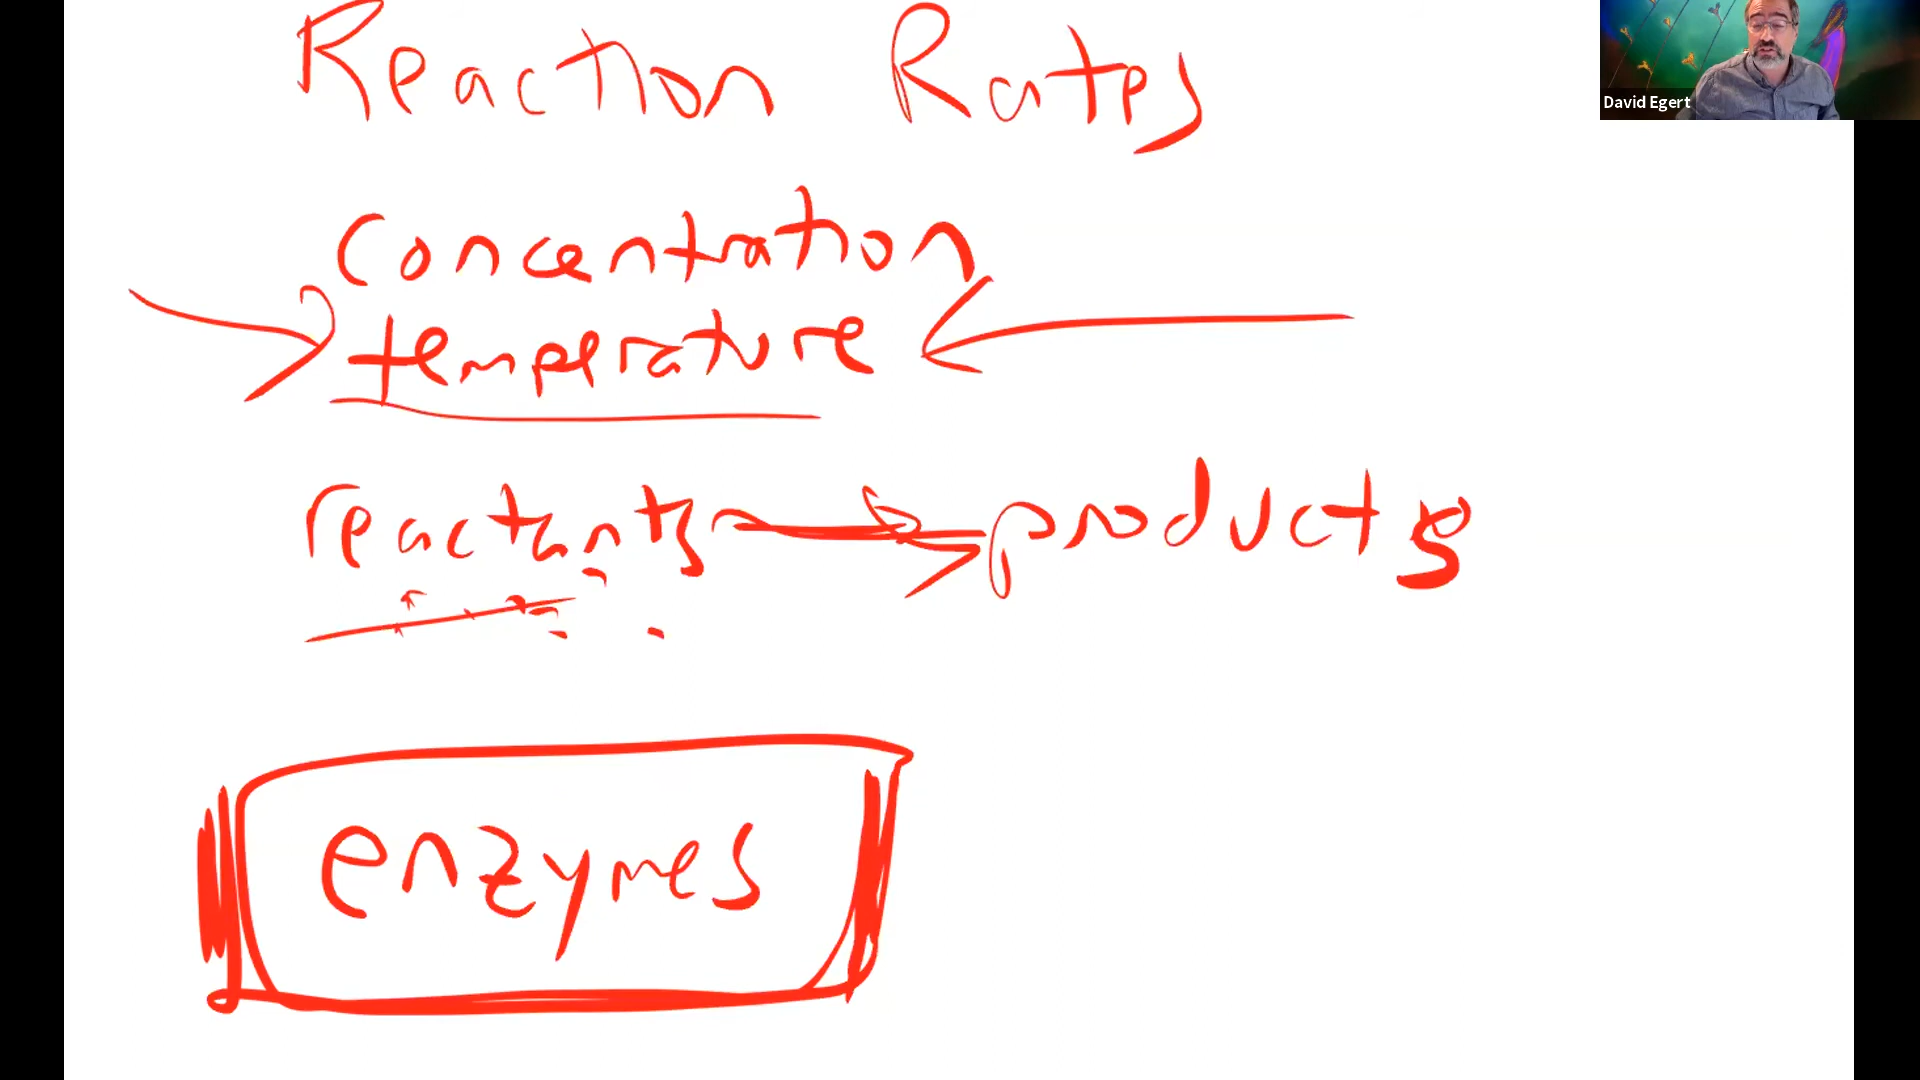 Reaction Rates
David Egert
concentration
temperature
reactants → products
enzymes